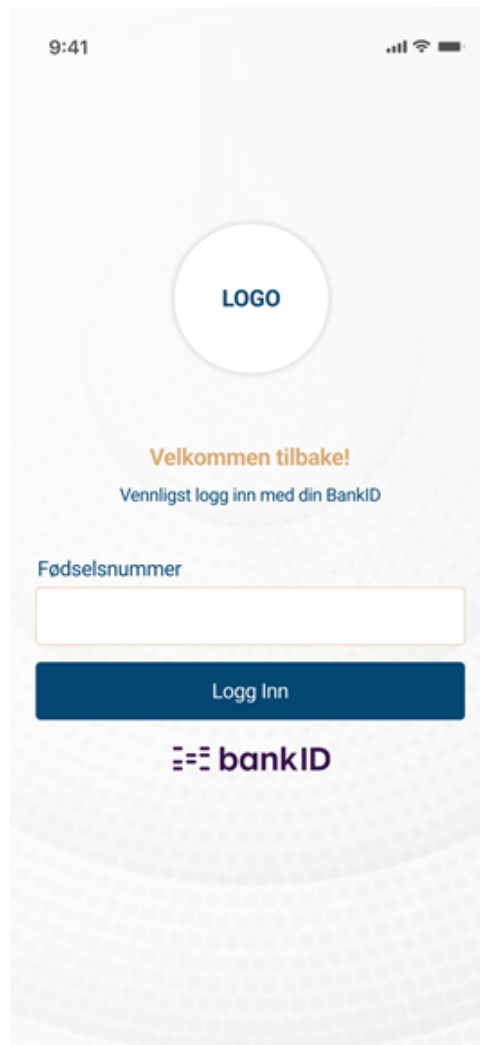 9:41
LOGO
Velkommen tilbake!
Vennligst logg inn med din BankID
Fødselsnummer
Logg Inn
bankID